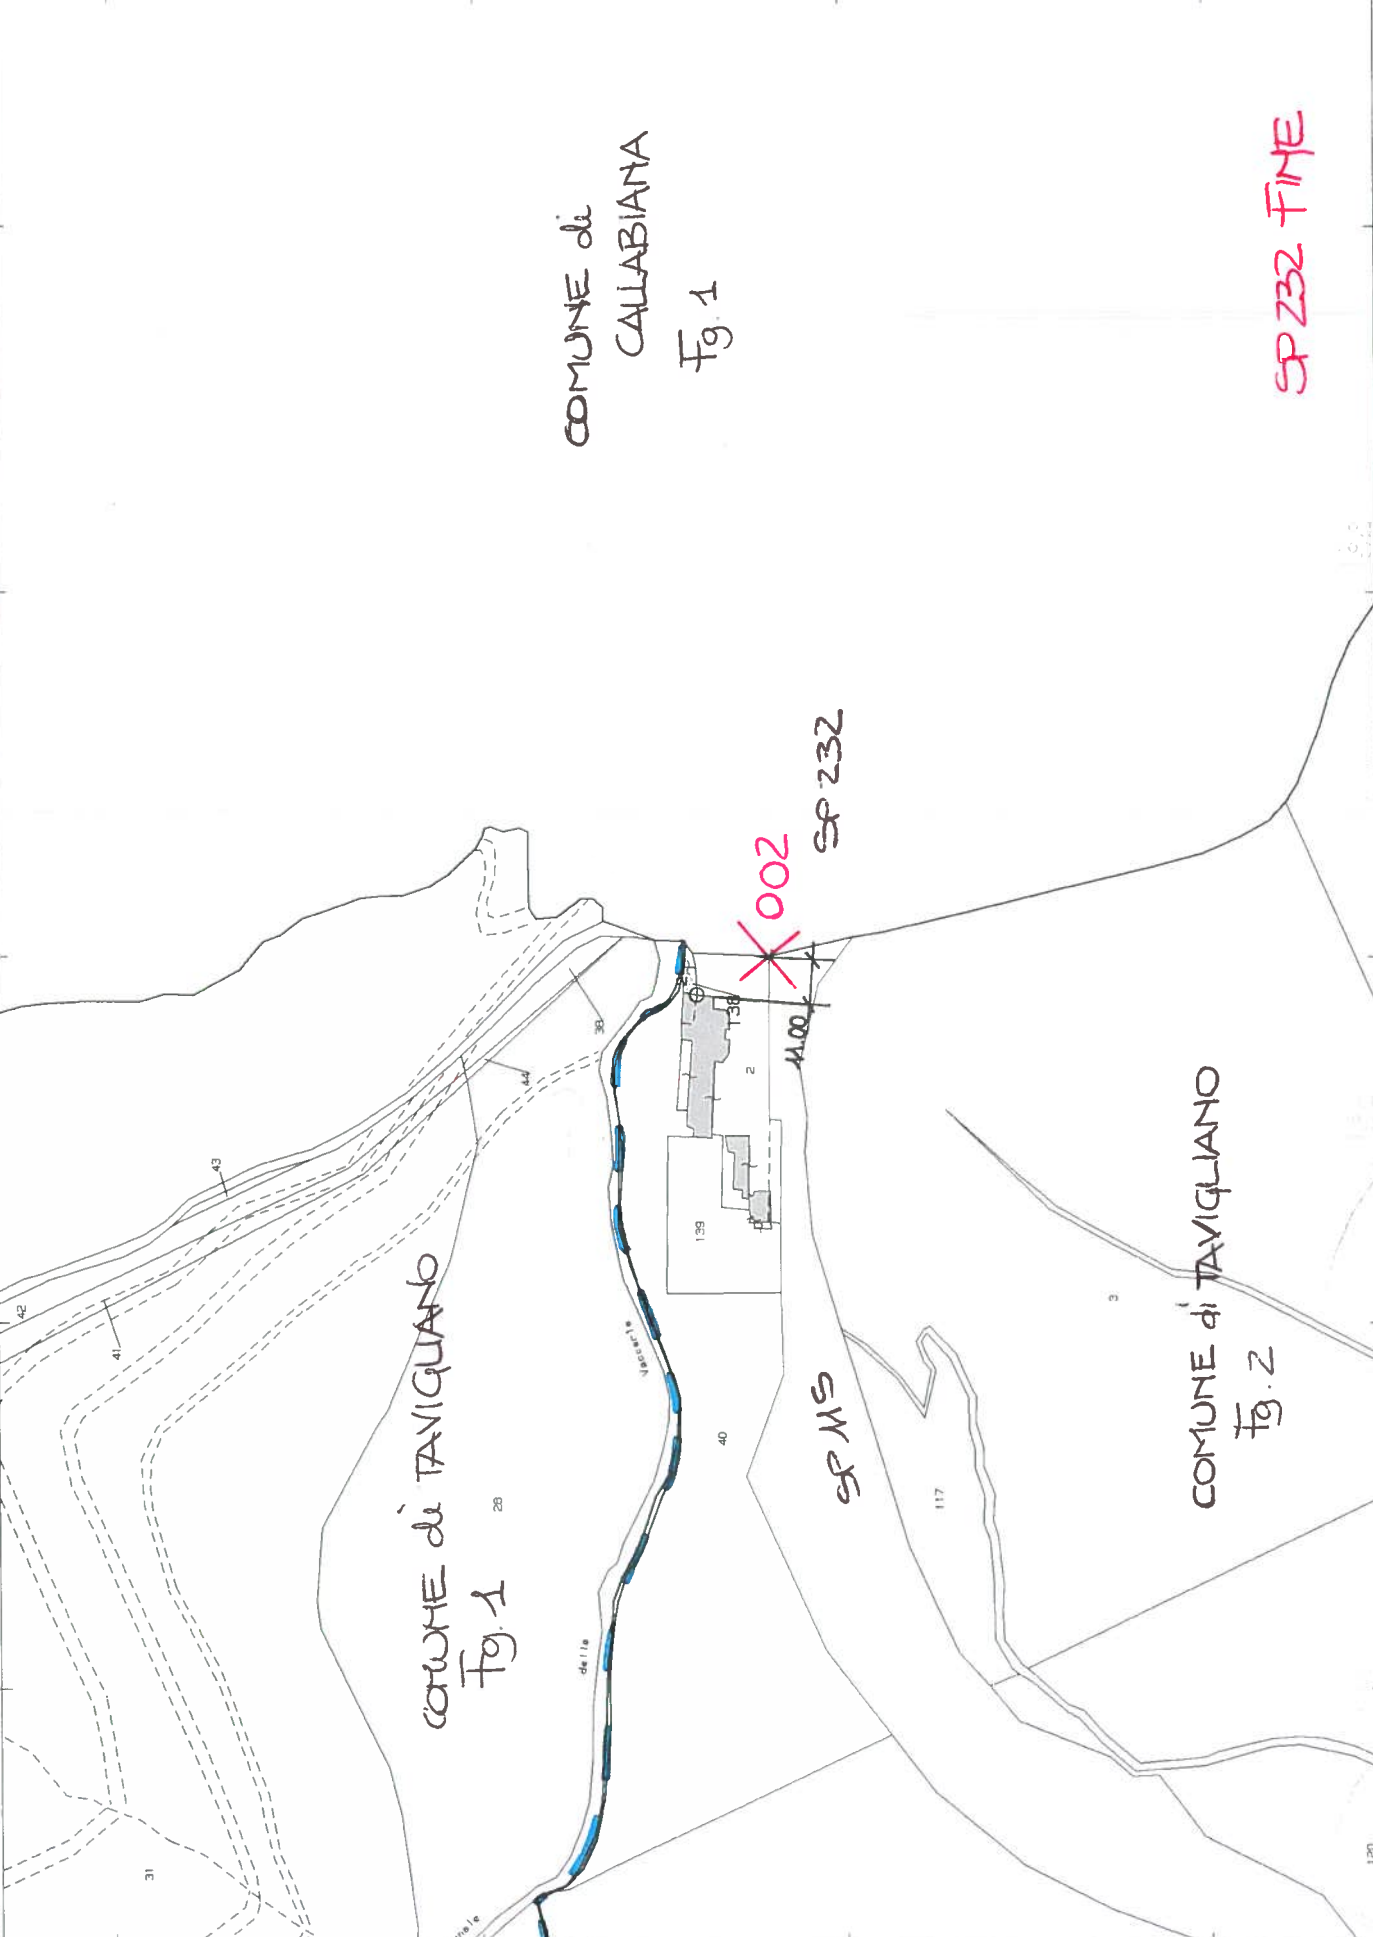 COMUNE di
CALLABIANA
Fg. 1
SP 232 FINE
SP 232
002
11.00
138
2
139
38
44
43
42
41
COMUNE di TAVIGLIANO
Fg. 1
28
31
Vaccarie
delle
40
SP 115
117
3
COMUNE di TAVIGLIANO
Fg. 2
120